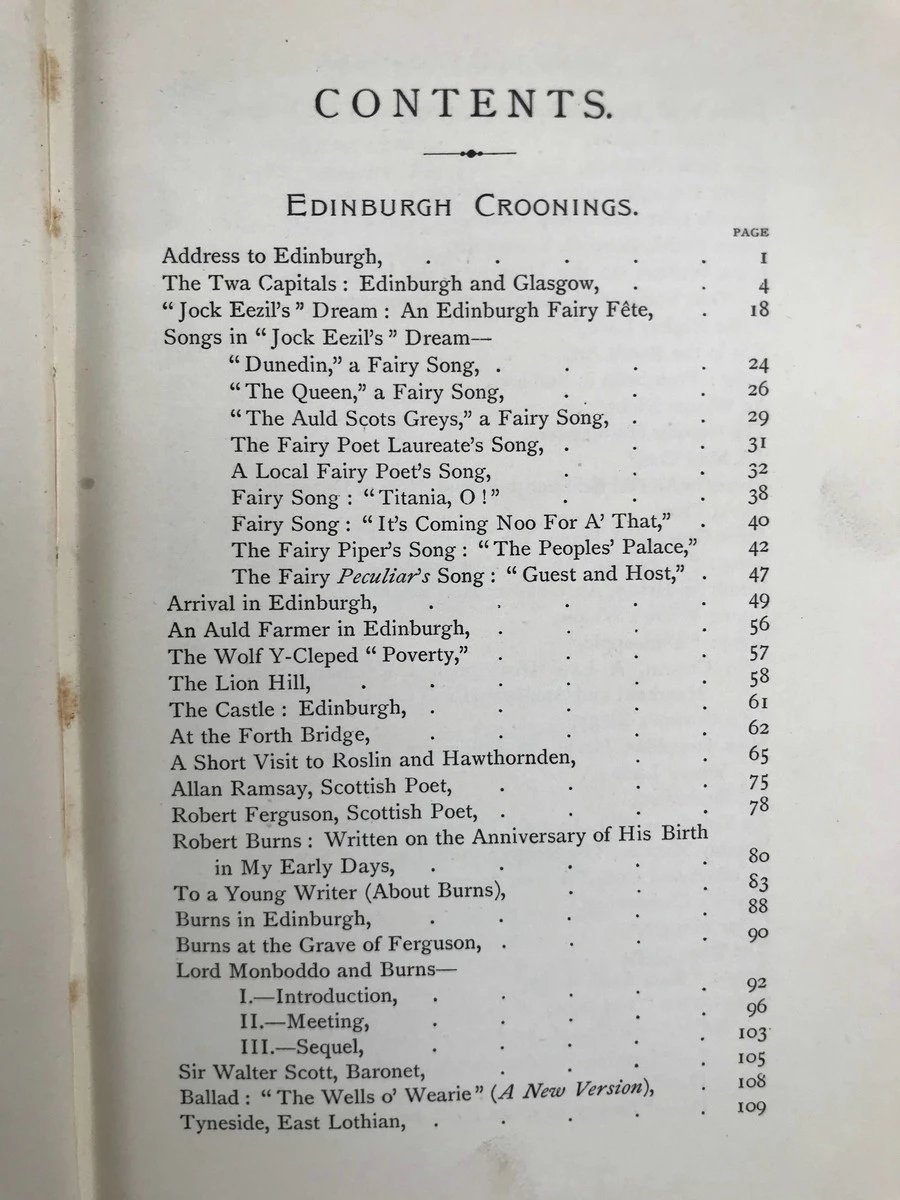 CONTENTS.
EDINBURGH CROONINGS.
PAGE
Address to Edinburgh, . . . . . 1
The Twa Capitals : Edinburgh and Glasgow, . . 4
“Jock Eezil’s” Dream : An Edinburgh Fairy Fête, . 18
Songs in “Jock Eezil’s” Dream—
“Dunedin,” a Fairy Song, . . . . 24
“The Queen,” a Fairy Song, . . . 26
“The Auld Scots Greys,” a Fairy Song, . . 29
The Fairy Poet Laureate’s Song, . . . 31
A Local Fairy Poet’s Song, . . . 32
Fairy Song : “Titania, O !” . . . 38
Fairy Song : “It’s Coming Noo For A’ That,” . 40
The Fairy Piper’s Song : “The Peoples’ Palace,” 42
The Fairy Peculiar’s Song : “Guest and Host,” . 47
Arrival in Edinburgh, . . . . . 49
An Auld Farmer in Edinburgh, . . . . 56
The Wolf Y-Cleped “Poverty,” . . . . 57
The Lion Hill, . . . . . . 58
The Castle : Edinburgh, . . . . . 61
At the Forth Bridge, . . . . . 62
A Short Visit to Roslin and Hawthornden, . . 65
Allan Ramsay, Scottish Poet, . . . . 75
Robert Ferguson, Scottish Poet, . . . . 78
Robert Burns : Written on the Anniversary of His Birth
in My Early Days, . . . . . 80
To a Young Writer (About Burns), . . . 83
Burns in Edinburgh, . . . . . 88
Burns at the Grave of Ferguson, . . . . 90
Lord Monboddo and Burns—
I.—Introduction, . . . . . 92
II.—Meeting, . . . . . 96
III.—Sequel, . . . . . 103
Sir Walter Scott, Baronet, . . . . . 105
Ballad : “The Wells o’ Wearie” (A New Version), . 108
Tyneside, East Lothian, . . . . . 109